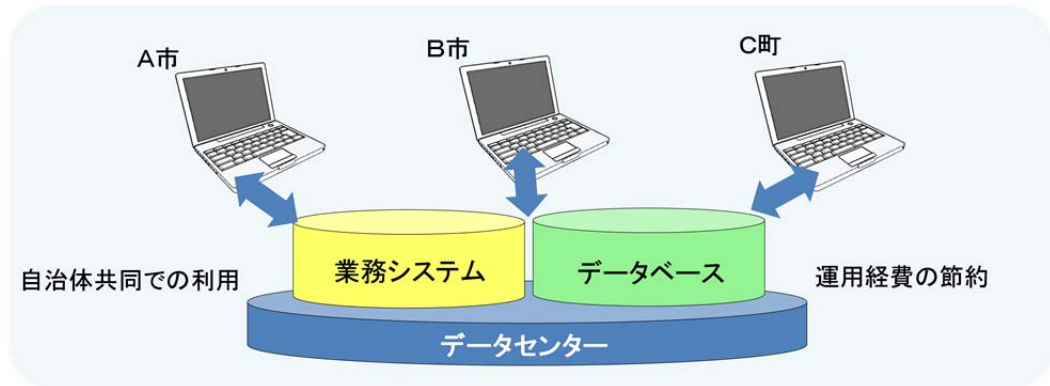 A市
B市
C町
自治体共同での利用
業務システム
データベース
運用経費の節約
データセンター